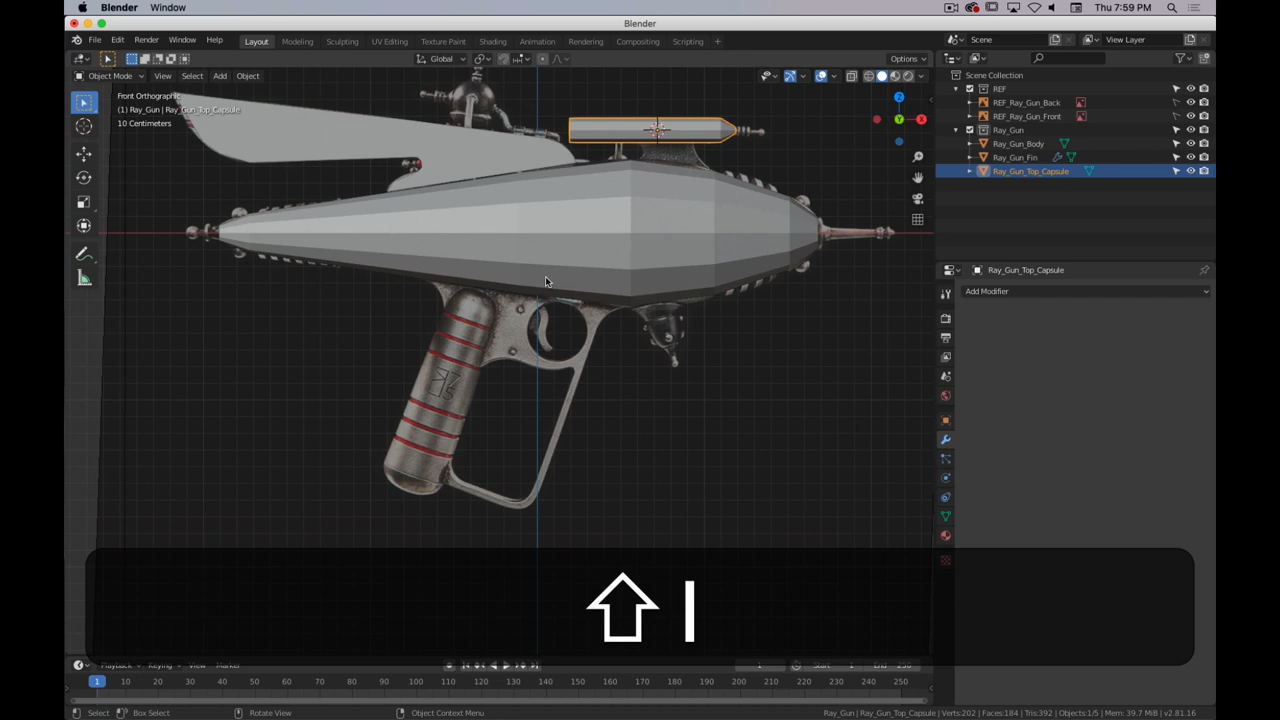 Blender Window Thu 7:59 PM
Blender
File Edit Render Window Help Layout Modeling Sculpting UV Editing Texture Paint Shading Animation Rendering Compositing Scripting + Scene View Layer
Global Options
Object Mode View Select Add Object
Front Orthographic
(1) Ray_Gun | Ray_Gun_Top_Capsule
10 Centimeters
Z
Y
X
Scene Collection
REF
REF_Ray_Gun_Back
REF_Ray_Gun_Front
Ray_Gun
Ray_Gun_Body
Ray_Gun_Fin
Ray_Gun_Top_Capsule
Ray_Gun_Top_Capsule
Add Modifier
I
Playback Keying View Marker 1 Start 1 End 250
1 10 20 30 40 50 60 70 80 90 100 110 120 130 140 150 160 170 180 190 200 210 220 230 240 250
Select Box Select Rotate View Object Context Menu Ray_Gun | Ray_Gun_Top_Capsule | Verts:202 | Faces:184 | Tris:392 | Objects:1/5 | Mem: 39.7 MiB | v2.81.16